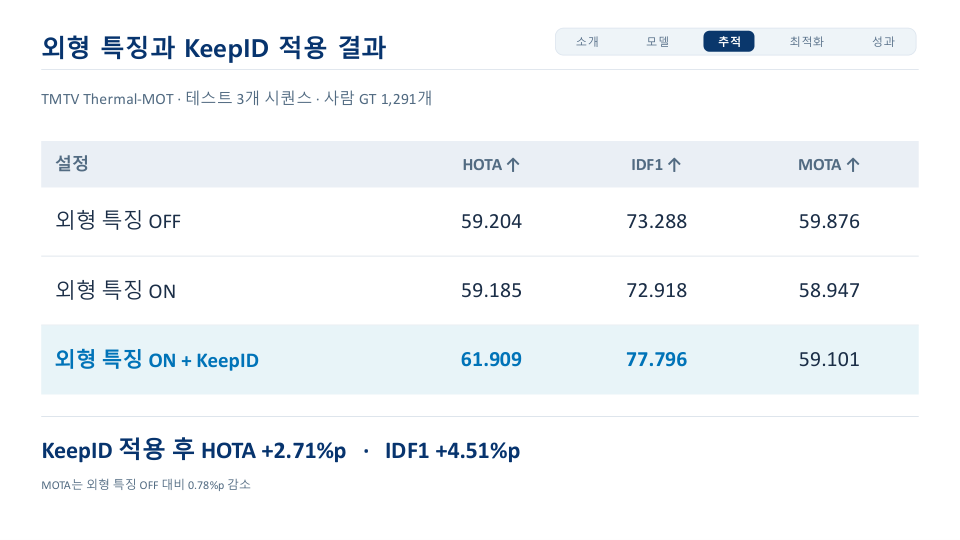 외형 특징과 KeepID 적용 결과
소개 모델 추적 최적화 성과
TMTV Thermal-MOT · 테스트 3개 시퀀스 · 사람 GT 1,291개
설정 HOTA ↑ IDF1 ↑ MOTA ↑
외형 특징 OFF 59.204 73.288 59.876
외형 특징 ON 59.185 72.918 58.947
외형 특징 ON + KeepID 61.909 77.796 59.101
KeepID 적용 후 HOTA +2.71%p · IDF1 +4.51%p
MOTA는 외형 특징 OFF 대비 0.78%p 감소